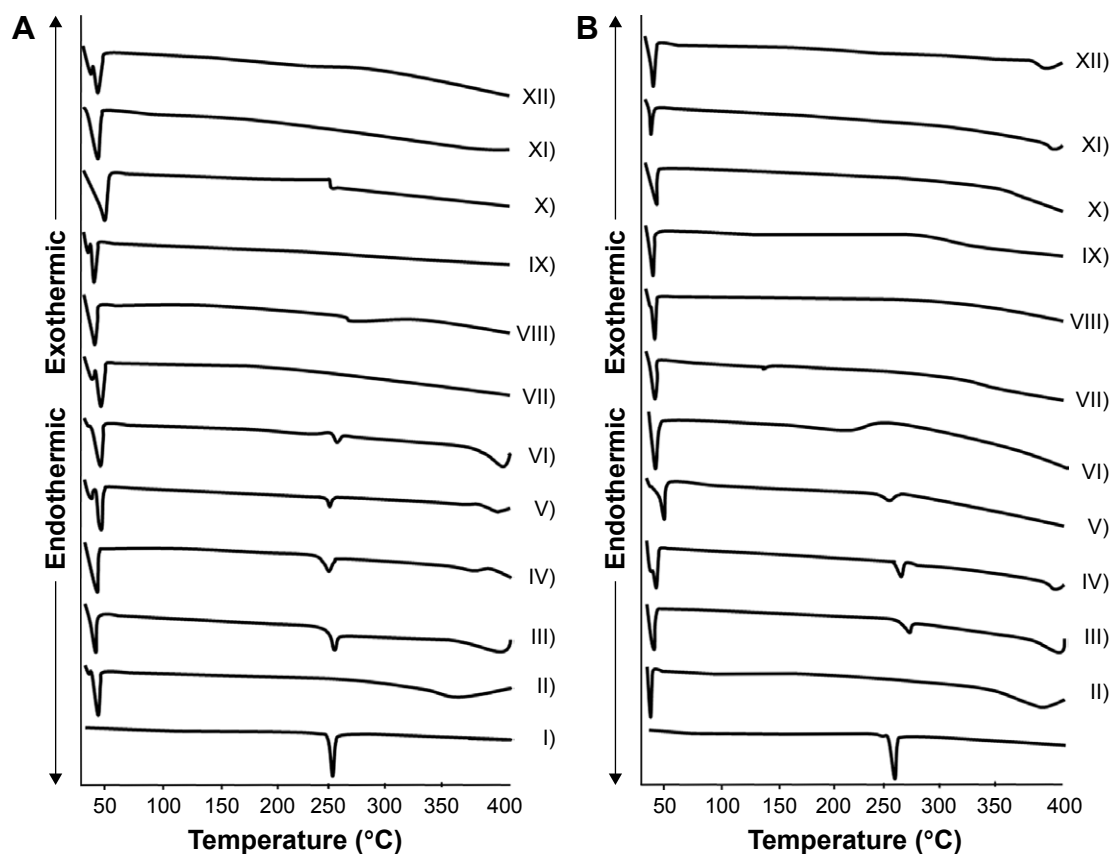 A
Exothermic
Endothermic
XII)
XI)
X)
IX)
VIII)
VII)
VI)
V)
IV)
III)
II)
I)
50 100 150 200 250 300 350 400
Temperature (°C)
B
Exothermic
Endothermic
XII)
XI)
X)
IX)
VIII)
VII)
VI)
V)
IV)
III)
II)
I)
50 100 150 200 250 300 350 400
Temperature (°C)